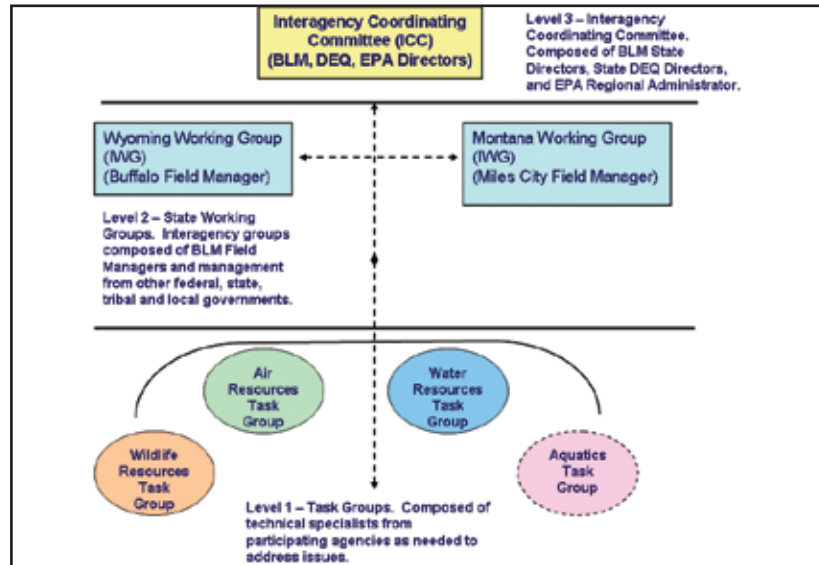 Interagency Coordinating
Committee (ICC)
(BLM, DEQ, EPA Directors)
Level 3 – Interagency
Coordinating Committee.
Composed of BLM State
Directors, State DEQ Directors,
and EPA Regional Administrator.
Wyoming Working Group
(IWG)
(Buffalo Field Manager)
Montana Working Group
(IWG)
(Miles City Field Manager)
Level 2 – State Working
Groups. Interagency groups
composed of BLM Field
Managers and management
from other federal, state,
tribal and local governments.
Air
Resources
Task
Group
Water
Resources
Task
Group
Wildlife
Resources
Task
Group
Aquatics
Task
Group
Level 1 – Task Groups. Composed of
technical specialists from
participating agencies as needed to
address issues.